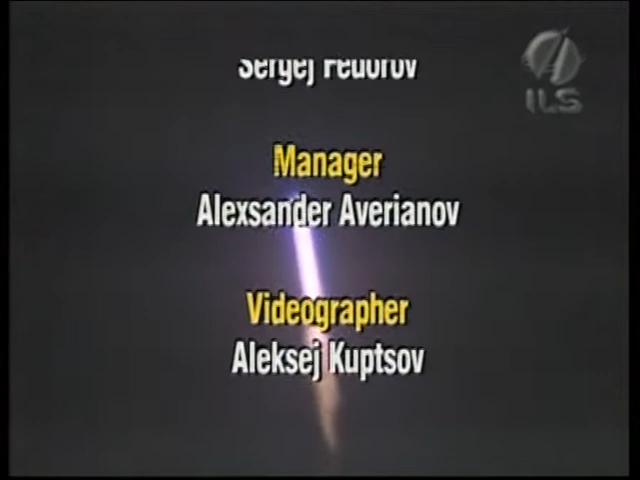 Sergej Fedorov
ILS
Manager
Alexsander Averianov
Videographer
Aleksej Kuptsov